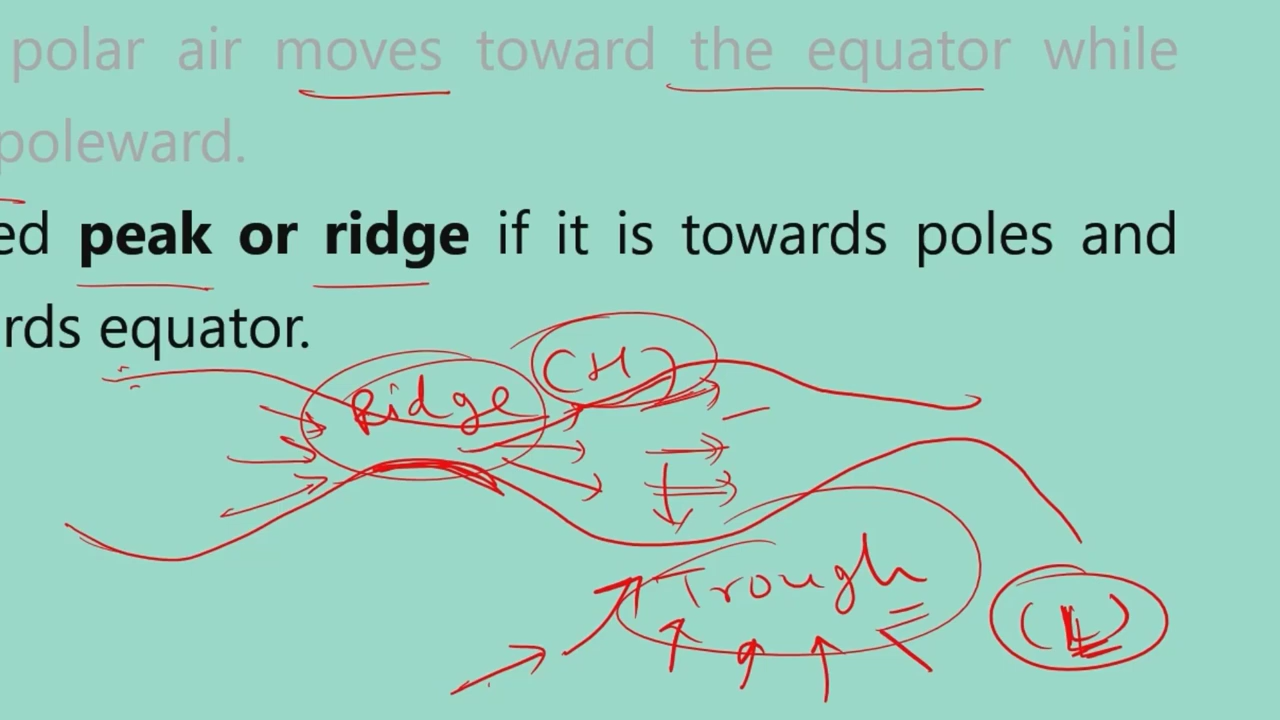 polar air moves toward the equator while
poleward.
ed peak or ridge if it is towards poles and
rds equator.
Ridge
(H)
Trough
(L)